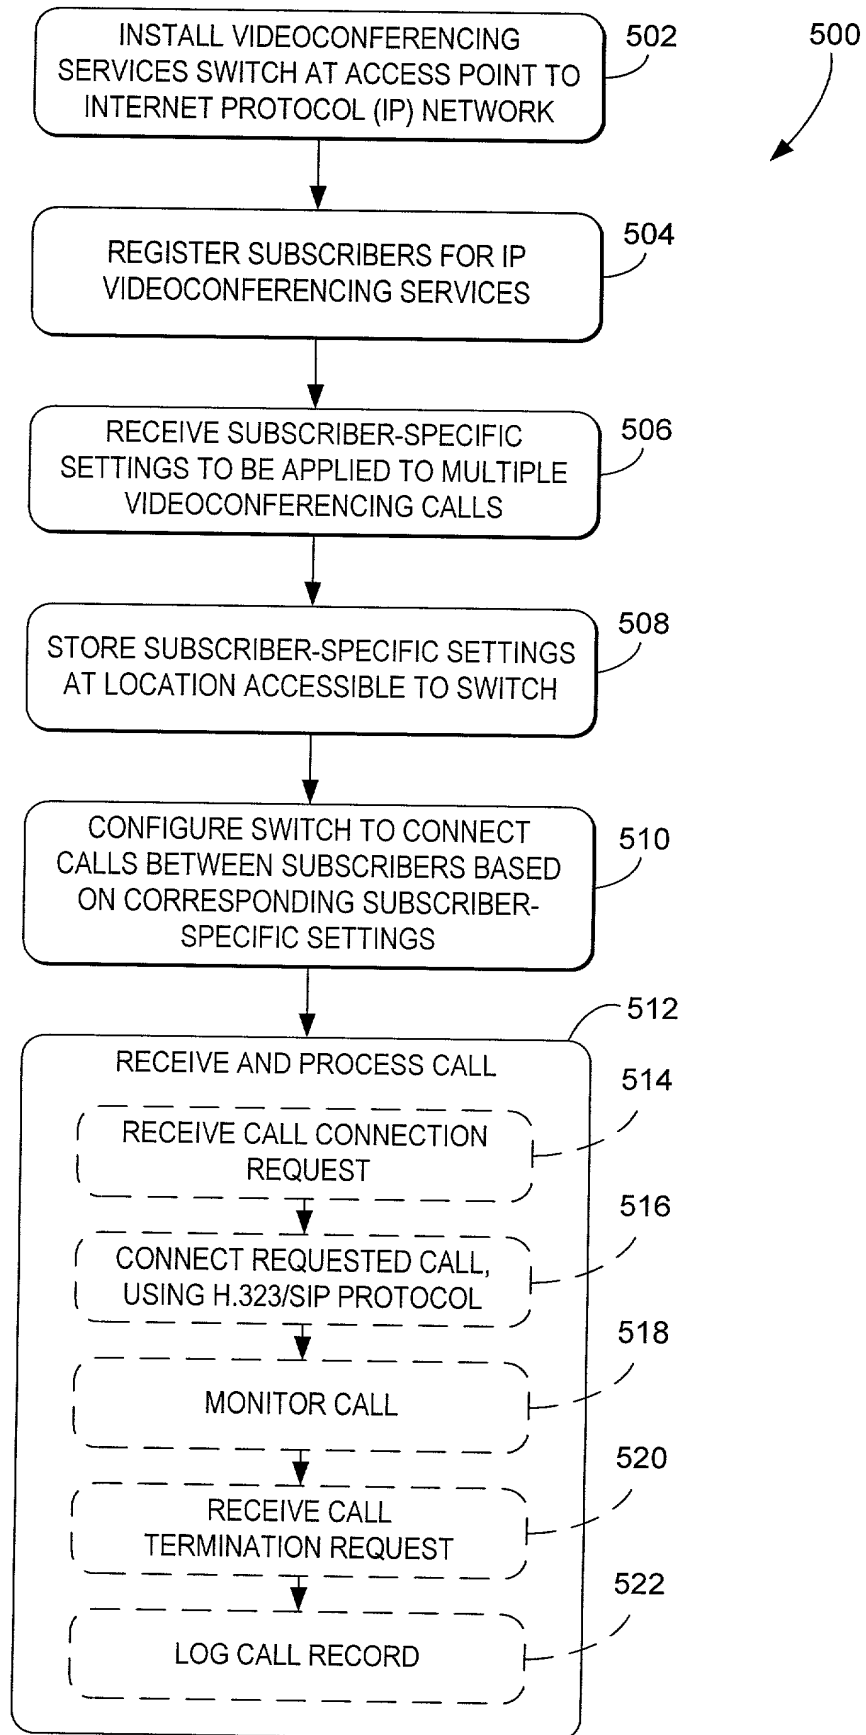 INSTALL VIDEOCONFERENCING
SERVICES SWITCH AT ACCESS POINT TO
INTERNET PROTOCOL (IP) NETWORK
502
500
REGISTER SUBSCRIBERS FOR IP
VIDEOCONFERENCING SERVICES
504
RECEIVE SUBSCRIBER-SPECIFIC
SETTINGS TO BE APPLIED TO MULTIPLE
VIDEOCONFERENCING CALLS
506
STORE SUBSCRIBER-SPECIFIC SETTINGS
AT LOCATION ACCESSIBLE TO SWITCH
508
CONFIGURE SWITCH TO CONNECT
CALLS BETWEEN SUBSCRIBERS BASED
ON CORRESPONDING SUBSCRIBER-
SPECIFIC SETTINGS
510
512
RECEIVE AND PROCESS CALL
RECEIVE CALL CONNECTION
REQUEST
514
CONNECT REQUESTED CALL,
USING H.323/SIP PROTOCOL
516
MONITOR CALL
518
RECEIVE CALL
TERMINATION REQUEST
520
LOG CALL RECORD
522